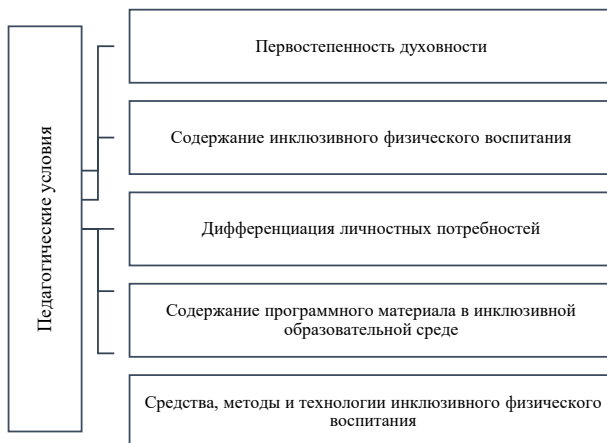 Педагогические условия
Первостепенность духовности
Содержание инклюзивного физического воспитания
Дифференциация личностных потребностей
Содержание программного материала в инклюзивной
образовательной среде
Средства, методы и технологии инклюзивного физического
воспитания